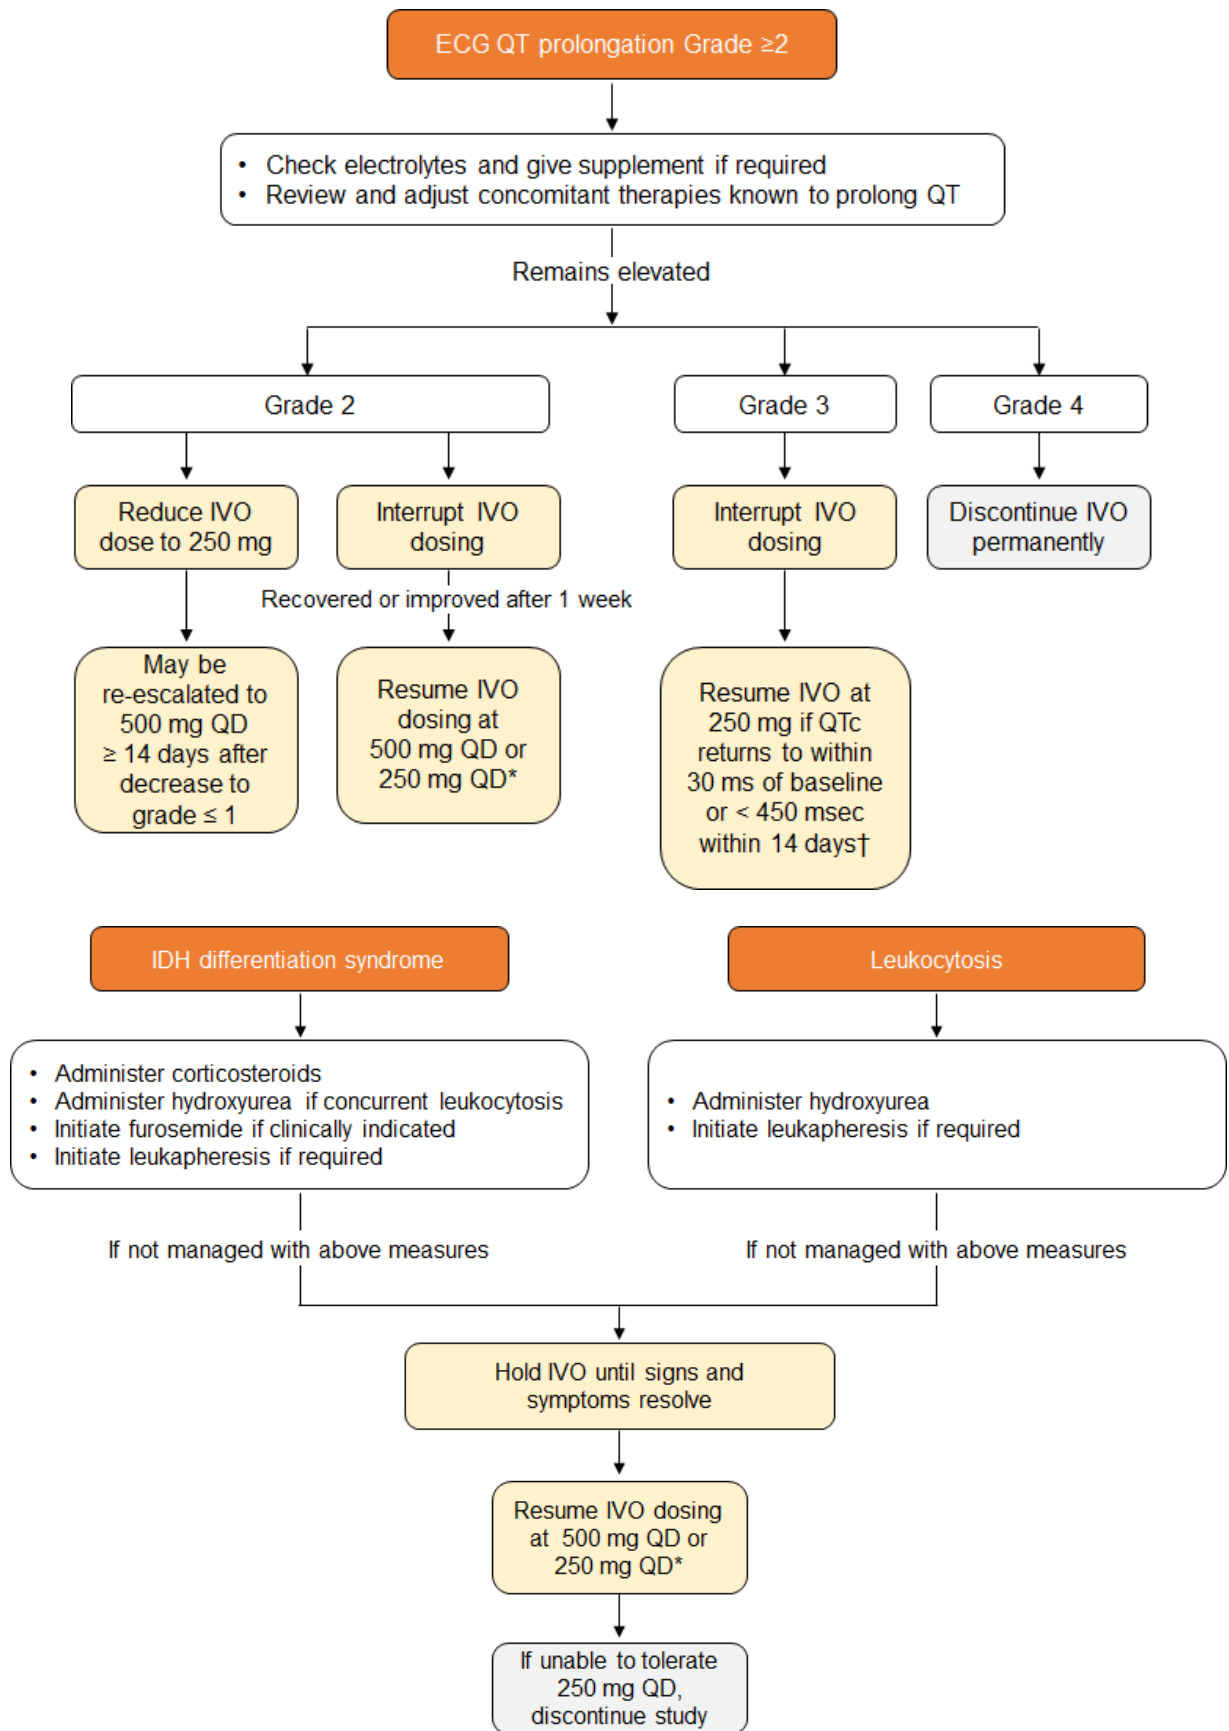 ECG QT prolongation Grade ≥2
• Check electrolytes and give supplement if required
• Review and adjust concomitant therapies known to prolong QT
Remains elevated
Grade 2
Grade 3
Grade 4
Reduce IVO
dose to 250 mg
Interrupt IVO
dosing
Interrupt IVO
dosing
Discontinue IVO
permanently
Recovered or improved after 1 week
May be
re-escalated to
500 mg QD
≥ 14 days after
decrease to
grade ≤ 1
Resume IVO
dosing at
500 mg QD or
250 mg QD*
Resume IVO at
250 mg if QTc
returns to within
30 ms of baseline
or < 450 msec
within 14 days†
IDH differentiation syndrome
Leukocytosis
• Administer corticosteroids
• Administer hydroxyurea if concurrent leukocytosis
• Initiate furosemide if clinically indicated
• Initiate leukapheresis if required
• Administer hydroxyurea
• Initiate leukapheresis if required
If not managed with above measures
If not managed with above measures
Hold IVO until signs and
symptoms resolve
Resume IVO dosing
at 500 mg QD or
250 mg QD*
If unable to tolerate
250 mg QD,
discontinue study